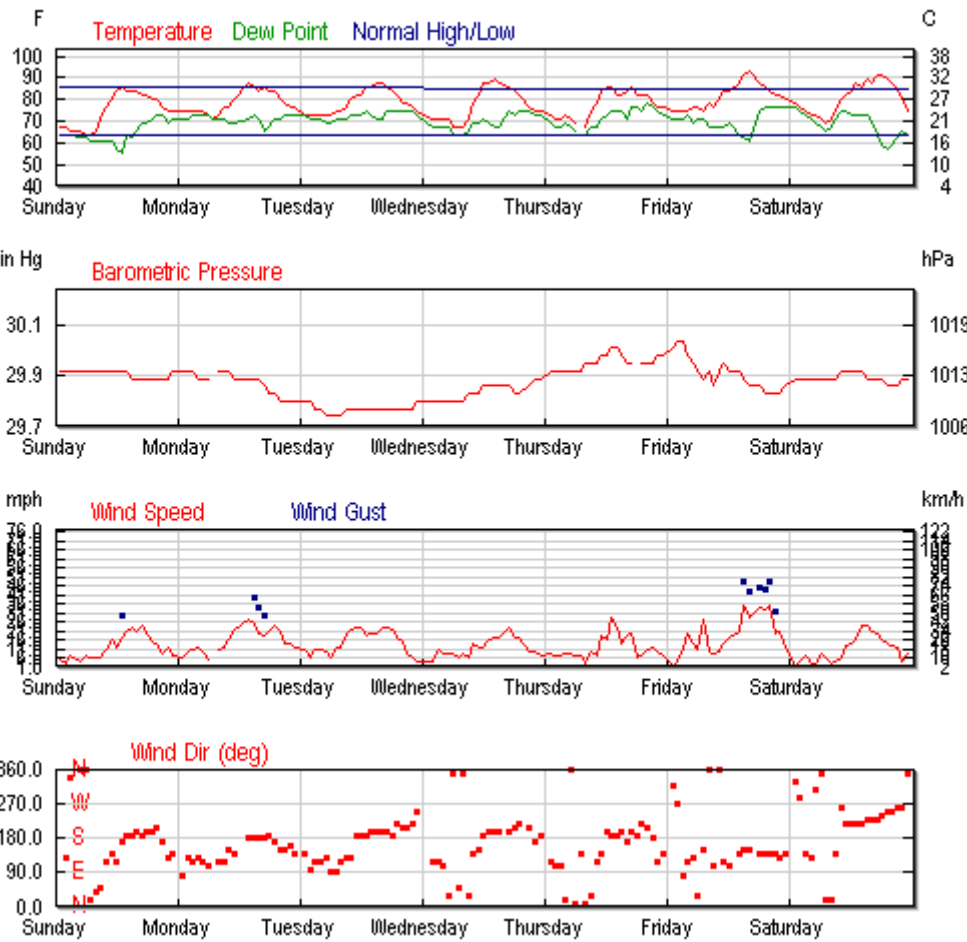 F C
Temperature Dew Point Normal High/Low
100 38
90 32
80 27
70 21
60 16
50 10
40 4
Sunday Monday Tuesday Wednesday Thursday Friday Saturday
in Hg hPa
Barometric Pressure
30.1 1019
29.9 1013
29.7 1006
Sunday Monday Tuesday Wednesday Thursday Friday Saturday
mph km/h
Wind Speed Wind Gust
76.0 122
1.0 2
Sunday Monday Tuesday Wednesday Thursday Friday Saturday
Wind Dir (deg)
360.0 N
270.0 W
180.0 S
90.0 E
0.0 N
Sunday Monday Tuesday Wednesday Thursday Friday Saturday